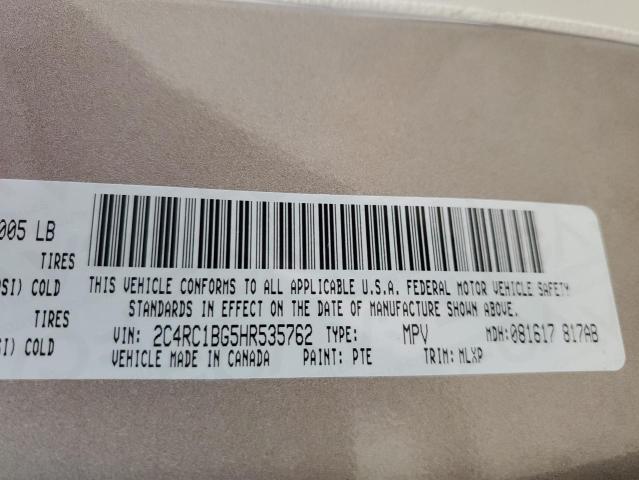 005 LB
TIRES
SI) COLD
THIS VEHICLE CONFORMS TO ALL APPLICABLE U.S.A. FEDERAL MOTOR VEHICLE SAFETY
STANDARDS IN EFFECT ON THE DATE OF MANUFACTURE SHOWN ABOVE.
TIRES
I) COLD
VIN: 2C4RC1BG5HR535762 TYPE: MPV MDH:081617 817AB
VEHICLE MADE IN CANADA PAINT: PTE TRIM: MLXP